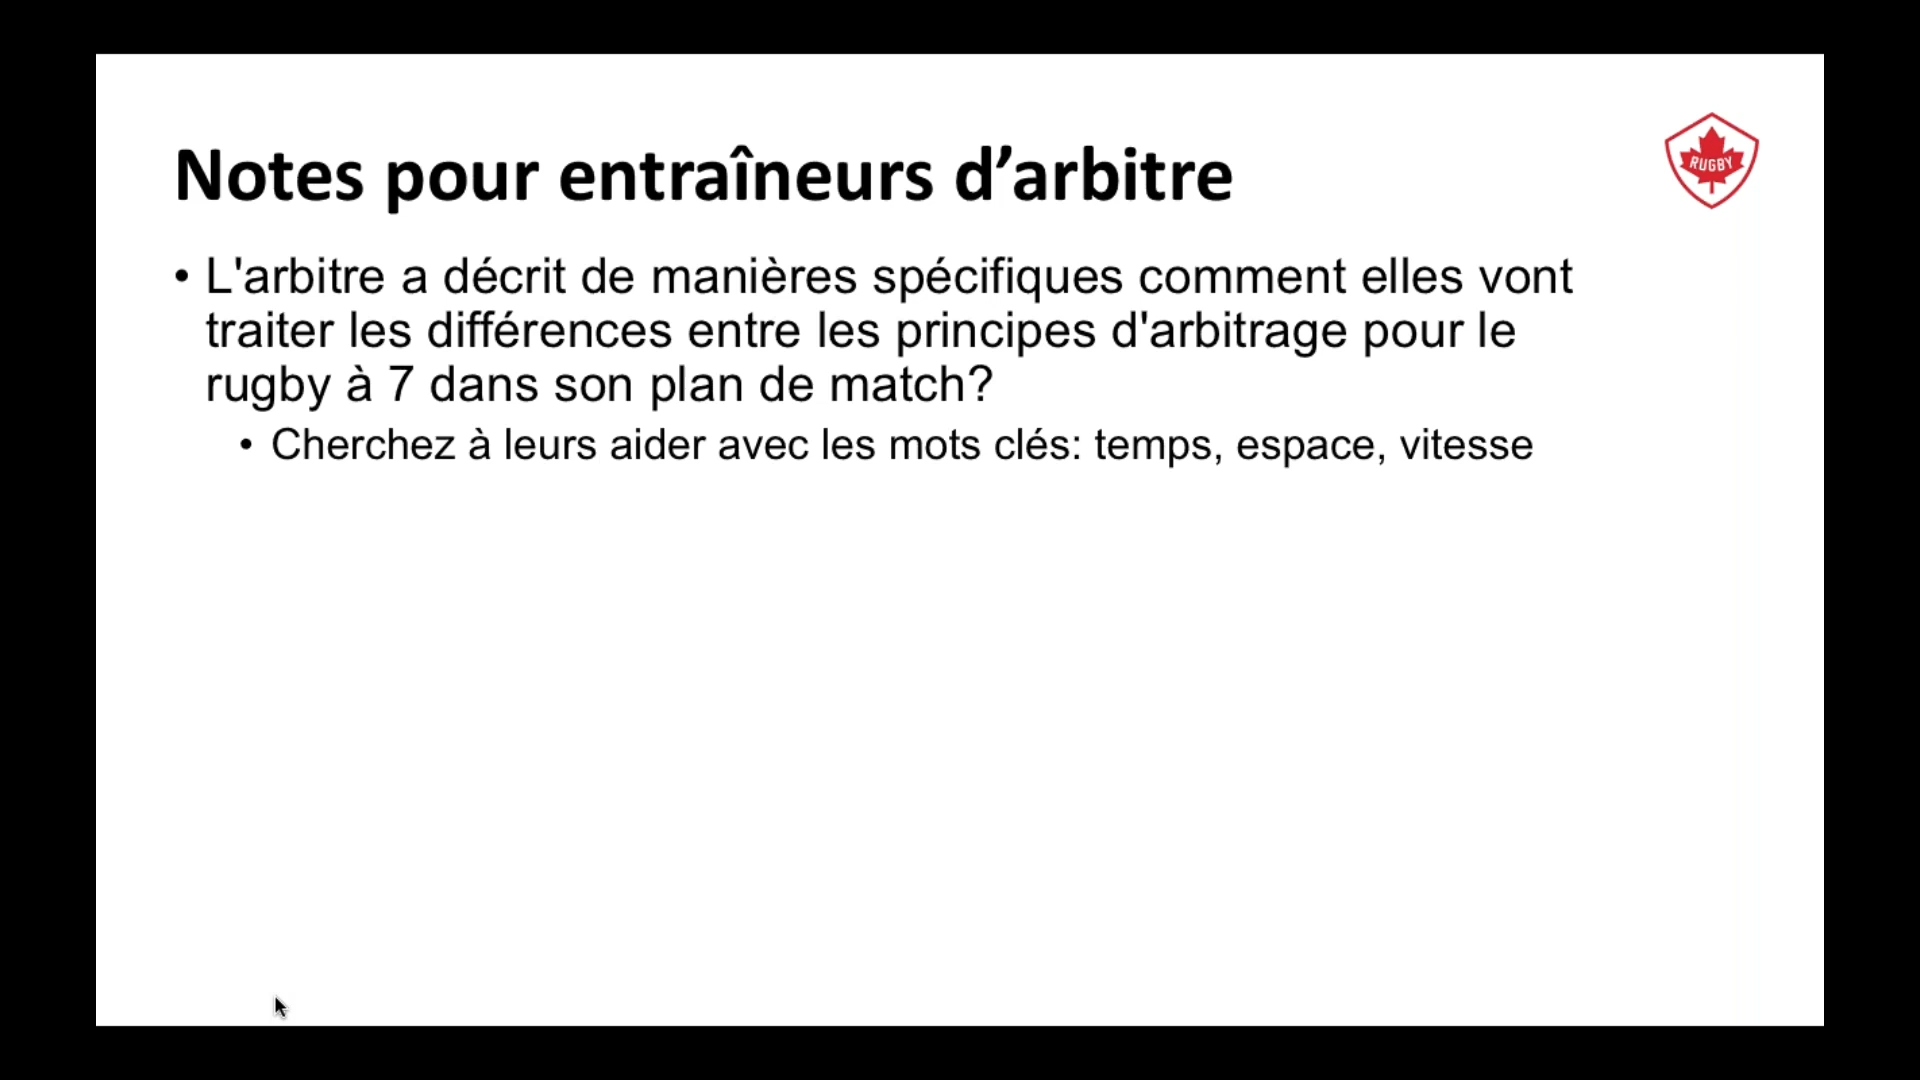 Notes pour entraîneurs d’arbitre
RUGBY
• L'arbitre a décrit de manières spécifiques comment elles vont
traiter les différences entre les principes d'arbitrage pour le
rugby à 7 dans son plan de match?
• Cherchez à leurs aider avec les mots clés: temps, espace, vitesse